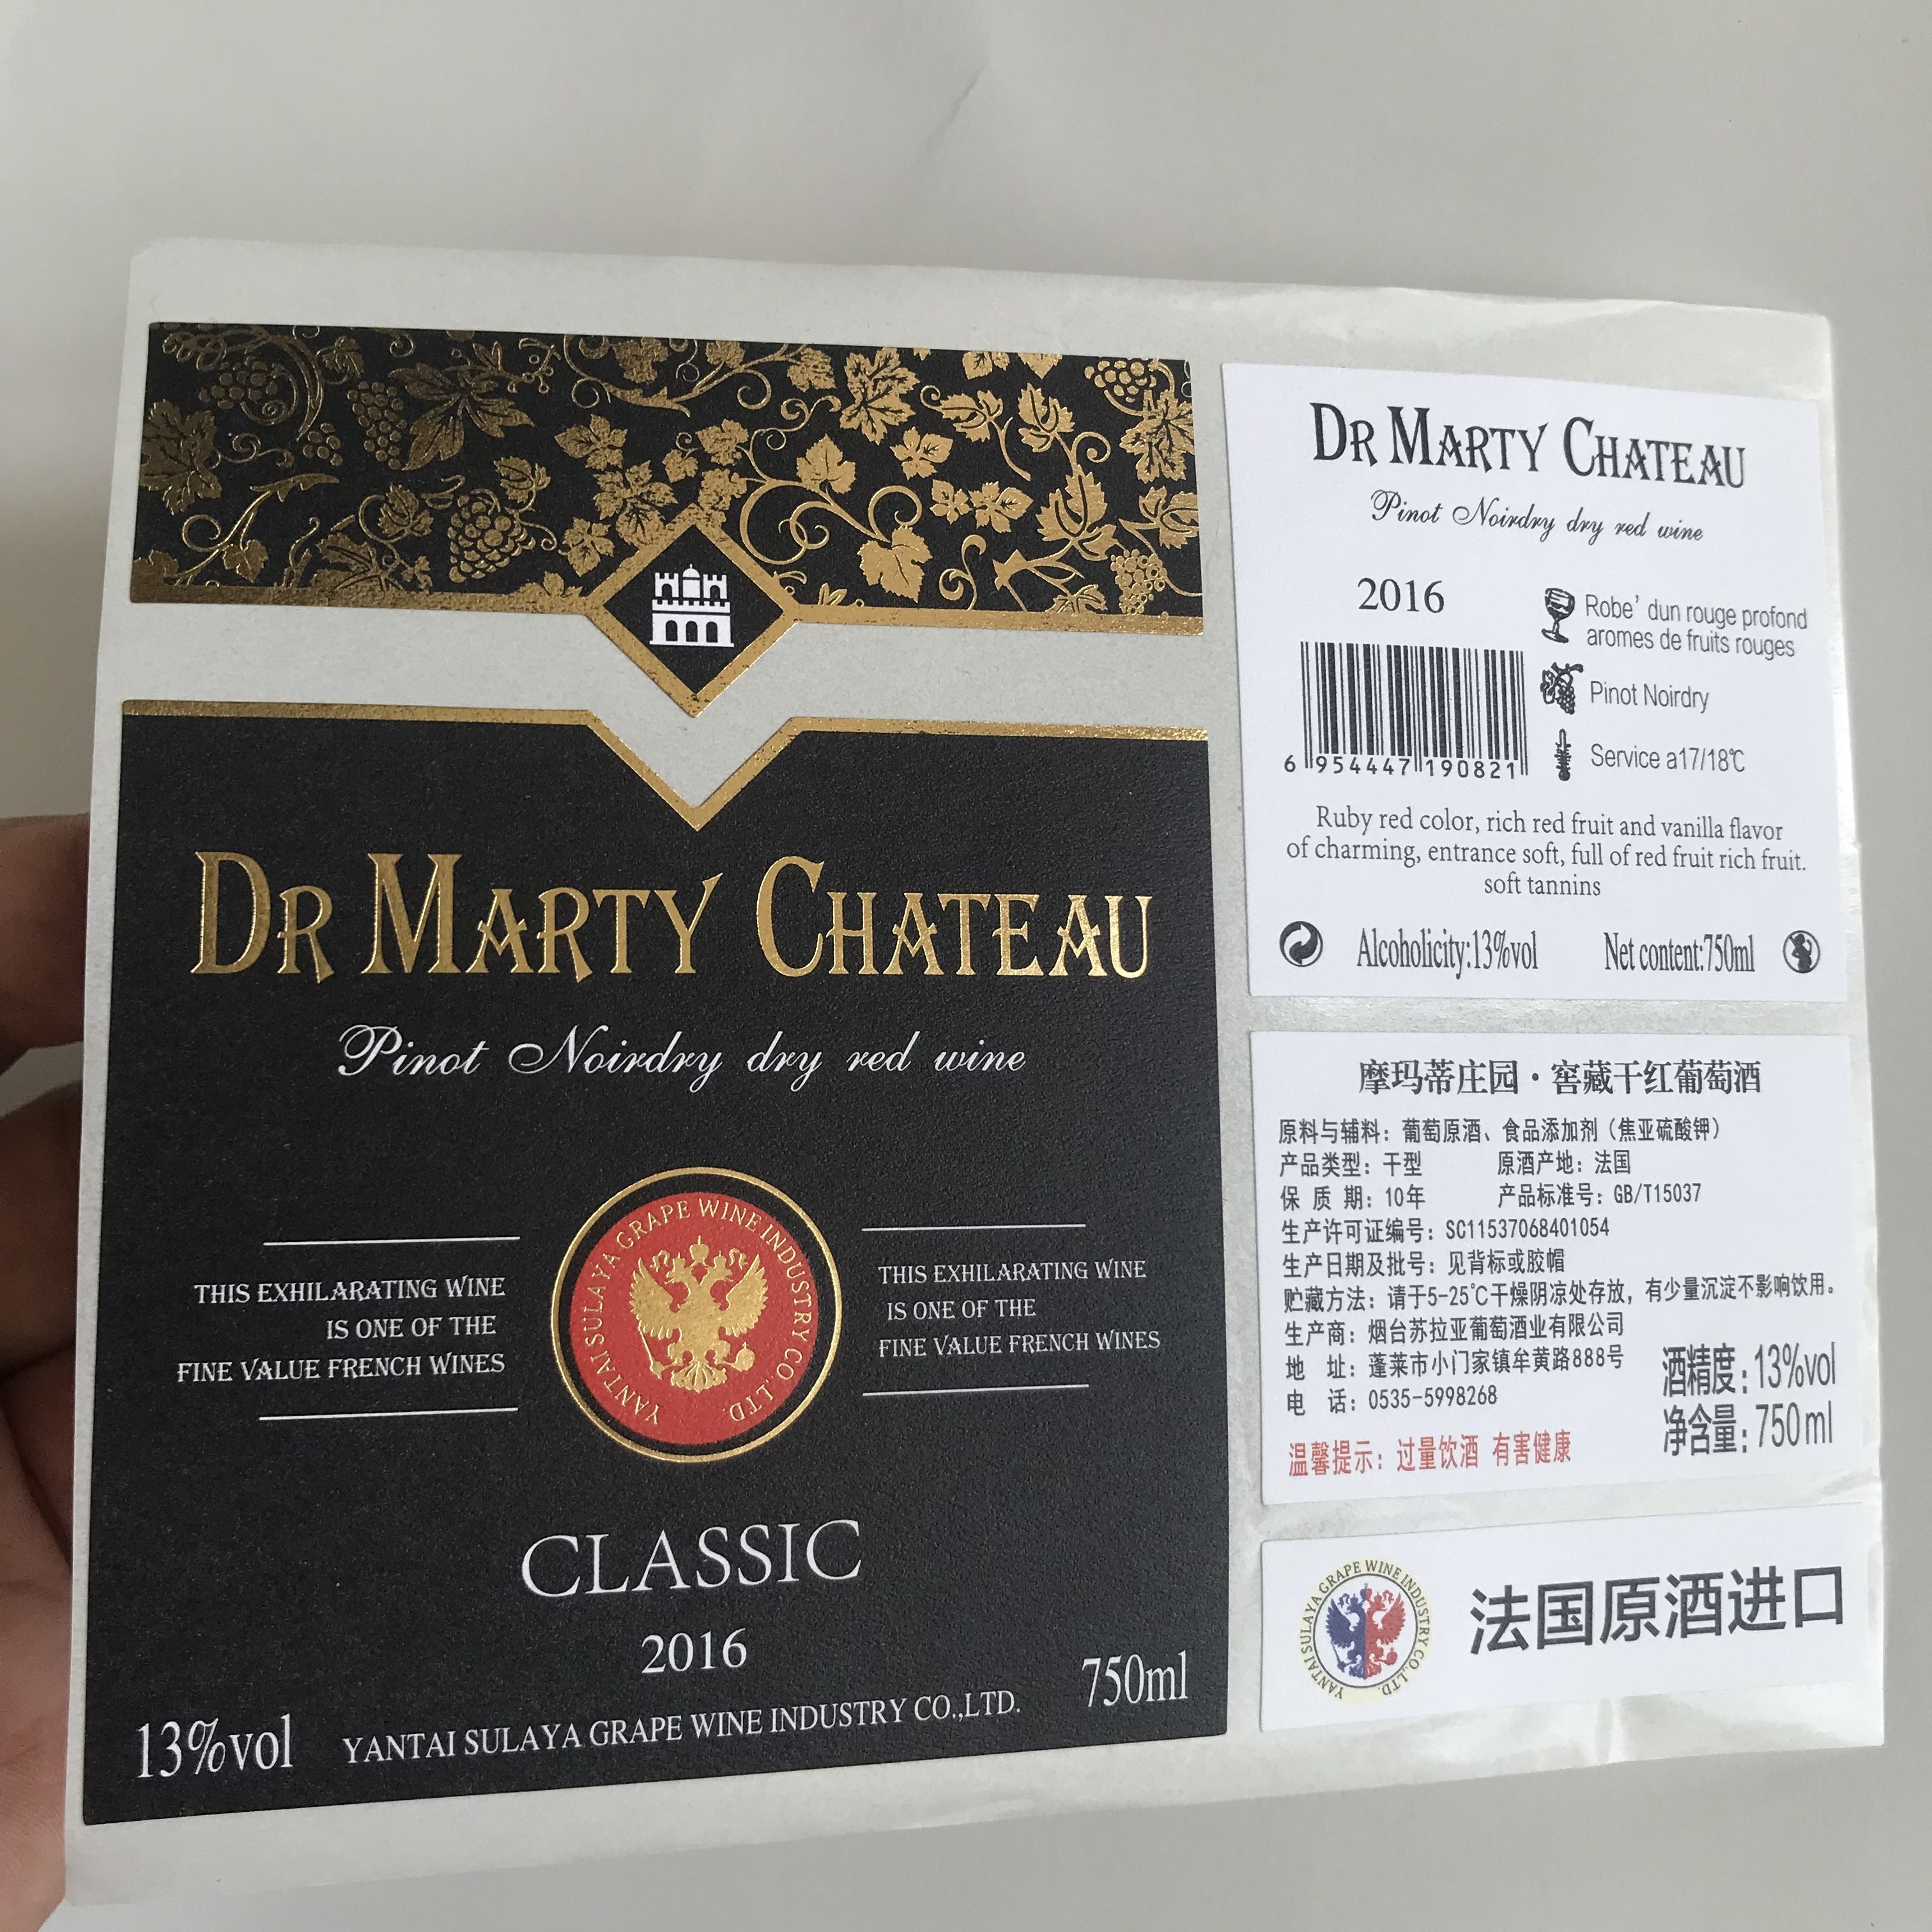 DR MARTY CHATEAU
Pinot Noirdry dry red wine
THIS EXHILARATING WINE
IS ONE OF THE
FINE VALUE FRENCH WINES
YANTAI SULAYA GRAPE WINE INDUSTRY CO.,LTD.
THIS EXHILARATING WINE
IS ONE OF THE
FINE VALUE FRENCH WINES
CLASSIC
2016
13%vol
YANTAI SULAYA GRAPE WINE INDUSTRY CO.,LTD.
750ml
DR MARTY CHATEAU
Pinot Noirdry dry red wine
2016
Robe’ dun rouge profond
aromes de fruits rouges
Pinot Noirdry
Service a17/18℃
6 954447 190821
Ruby red color, rich red fruit and vanilla flavor
of charming, entrance soft, full of red fruit rich fruit.
soft tannins
Alcoholicity:13%vol
Net content:750ml
摩玛蒂庄园·窖藏干红葡萄酒
原料与辅料：葡萄原酒、食品添加剂（焦亚硫酸钾）
产品类型：干型 原酒产地：法国
保 质 期：10年 产品标准号：GB/T15037
生产许可证编号：SC11537068401054
生产日期及批号：见背标或胶帽
贮藏方法：请于5-25℃干燥阴凉处存放，有少量沉淀不影响饮用。
生产商：烟台苏拉亚葡萄酒业有限公司
地 址：蓬莱市小门家镇牟黄路888号
电 话：0535-5998268
酒精度：13%vol
净含量：750ml
温馨提示：过量饮酒 有害健康
YANTAI SULAYA GRAPE WINE INDUSTRY CO.,LTD.
法国原酒进口